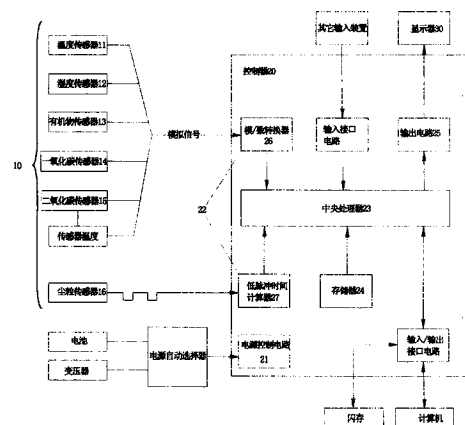 其它输入装置
显示器30
温度传感器11
控制器20
湿度传感器12
有机物传感器13
模拟信号
模/数转换器
26
输入接口
电路
输出电路25
10
一氧化碳传感器14
二氧化碳传感器15
22
中央处理器23
传感器温度
尘粒传感器16
低脉冲时间
计算器27
存储器24
电池
电源自动选择器
电源控制电路
21
输入/输出
接口电路
变压器
闪存
计算机